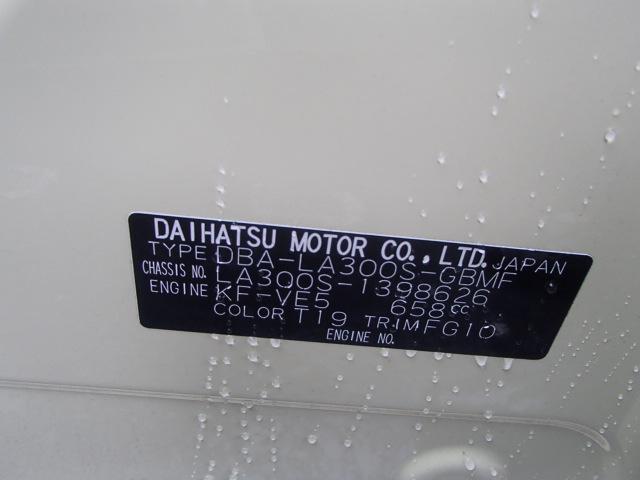 DAIHATSU MOTOR CO., LTD. JAPAN
TYPE DBA-LA300S-GBMF
CHASSIS NO. LA300S-1398626
ENGINE KF-VE5 658cc
COLOR T19 TRIM FG10
ENGINE NO.